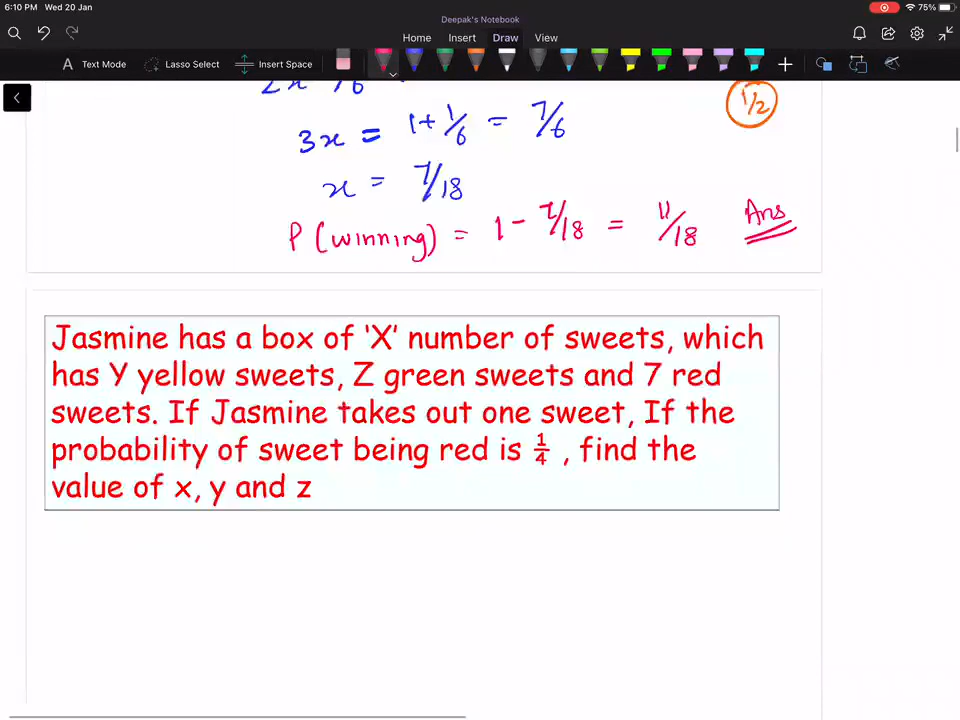 6:10 PM Wed 20 Jan
75%
Deepak's Notebook
Home Insert Draw View
Text Mode Lasso Select Insert Space
3x = 1 + 1/6 = 7/6
1/2
x = 7/18
P (winning) = 1 - 7/18 = 11/18 Ans
Jasmine has a box of ‘X’ number of sweets, which
has Y yellow sweets, Z green sweets and 7 red
sweets. If Jasmine takes out one sweet, If the
probability of sweet being red is 1/4 , find the
value of x, y and z